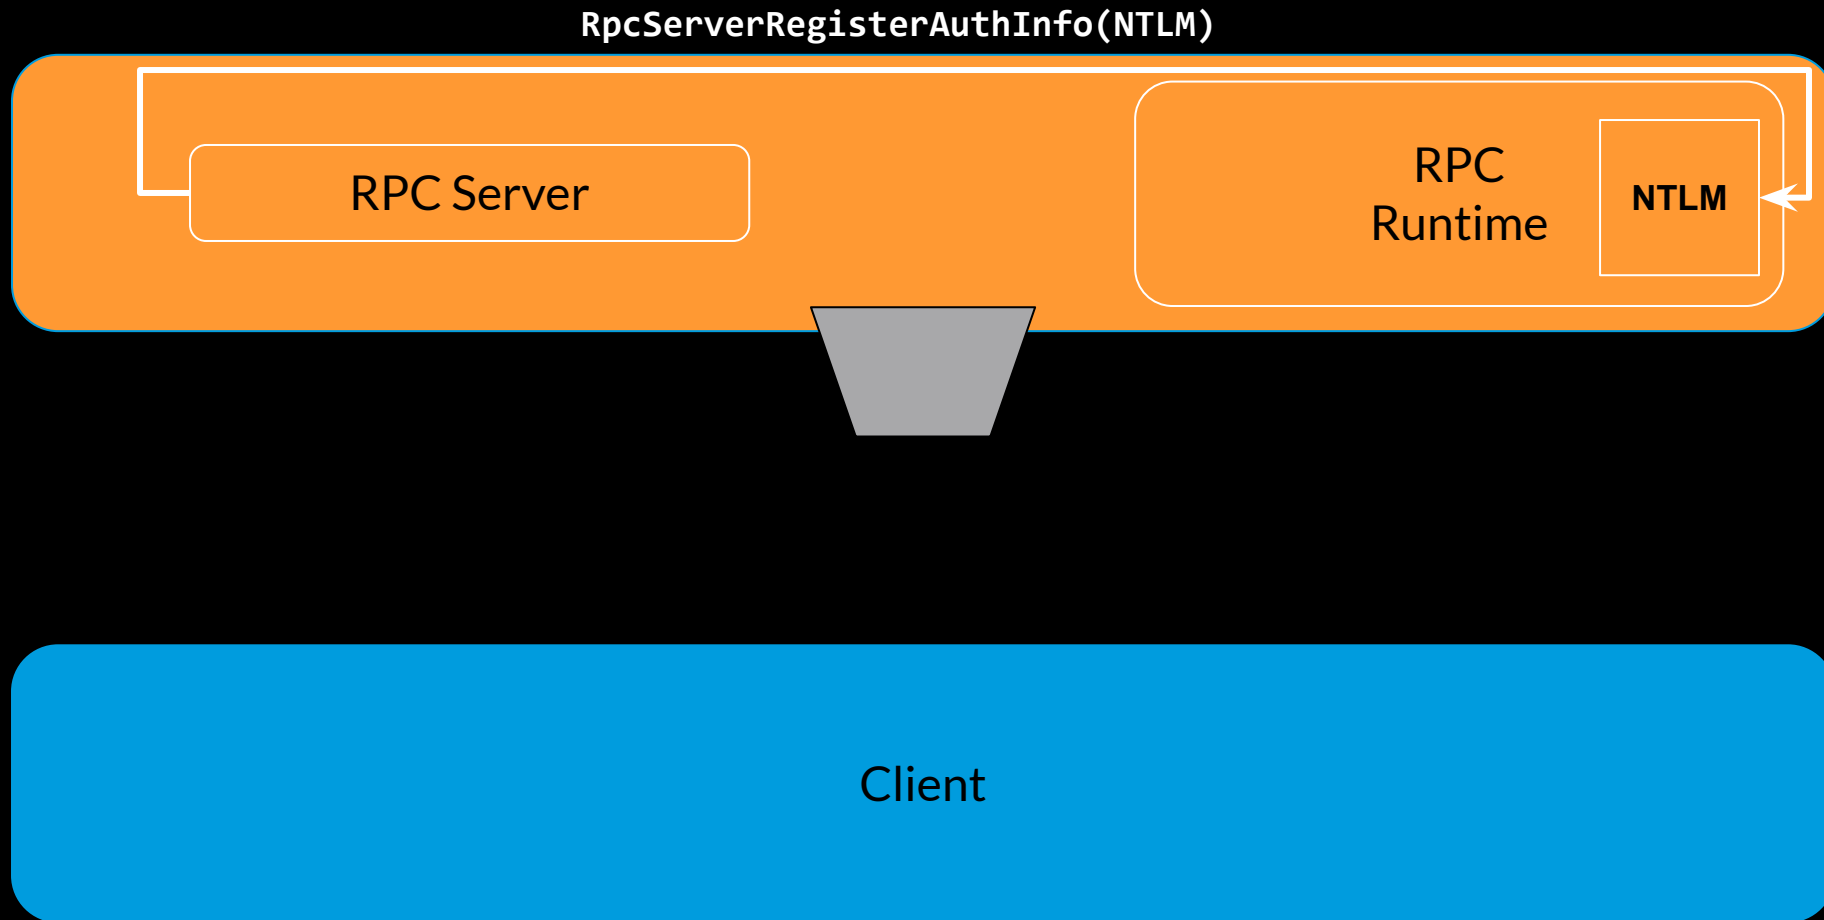 RpcServerRegisterAuthInfo(NTLM)
RPC Server
RPC
Runtime
NTLM
Client